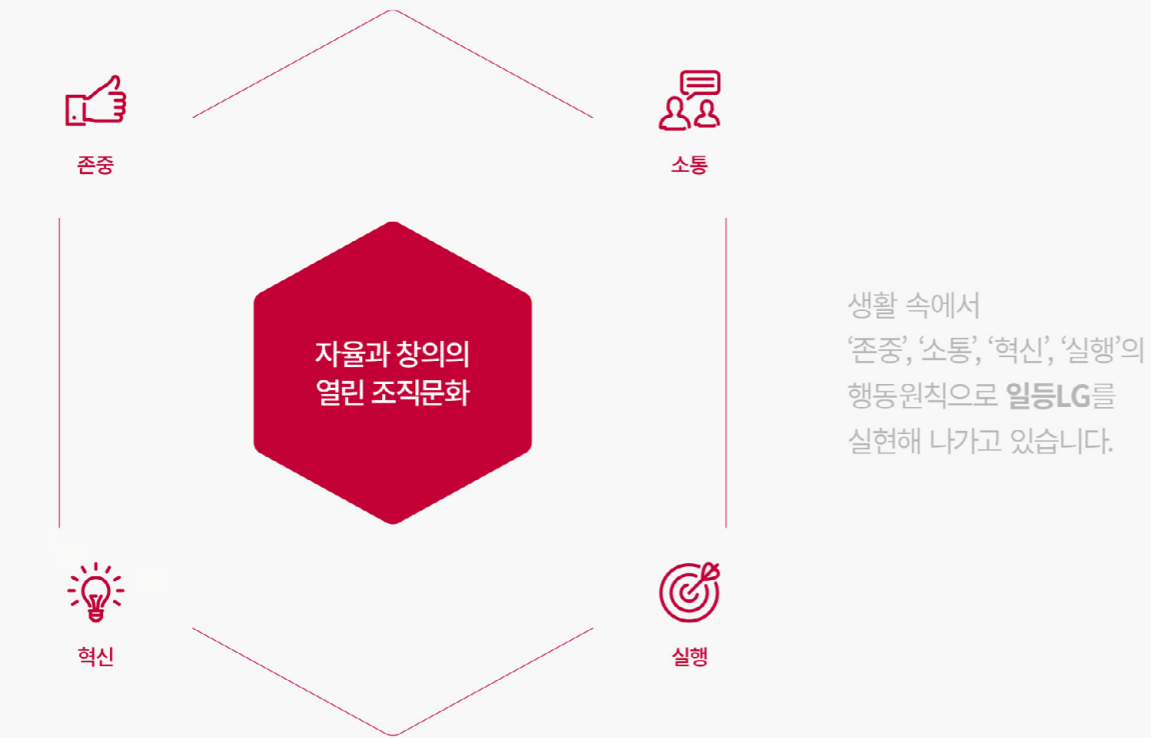 존중
소통
자율과 창의의
열린 조직문화
혁신
실행
생활 속에서
‘존중’, ‘소통’, ‘혁신’, ‘실행’의
행동원칙으로 일등LG를
실현해 나가고 있습니다.